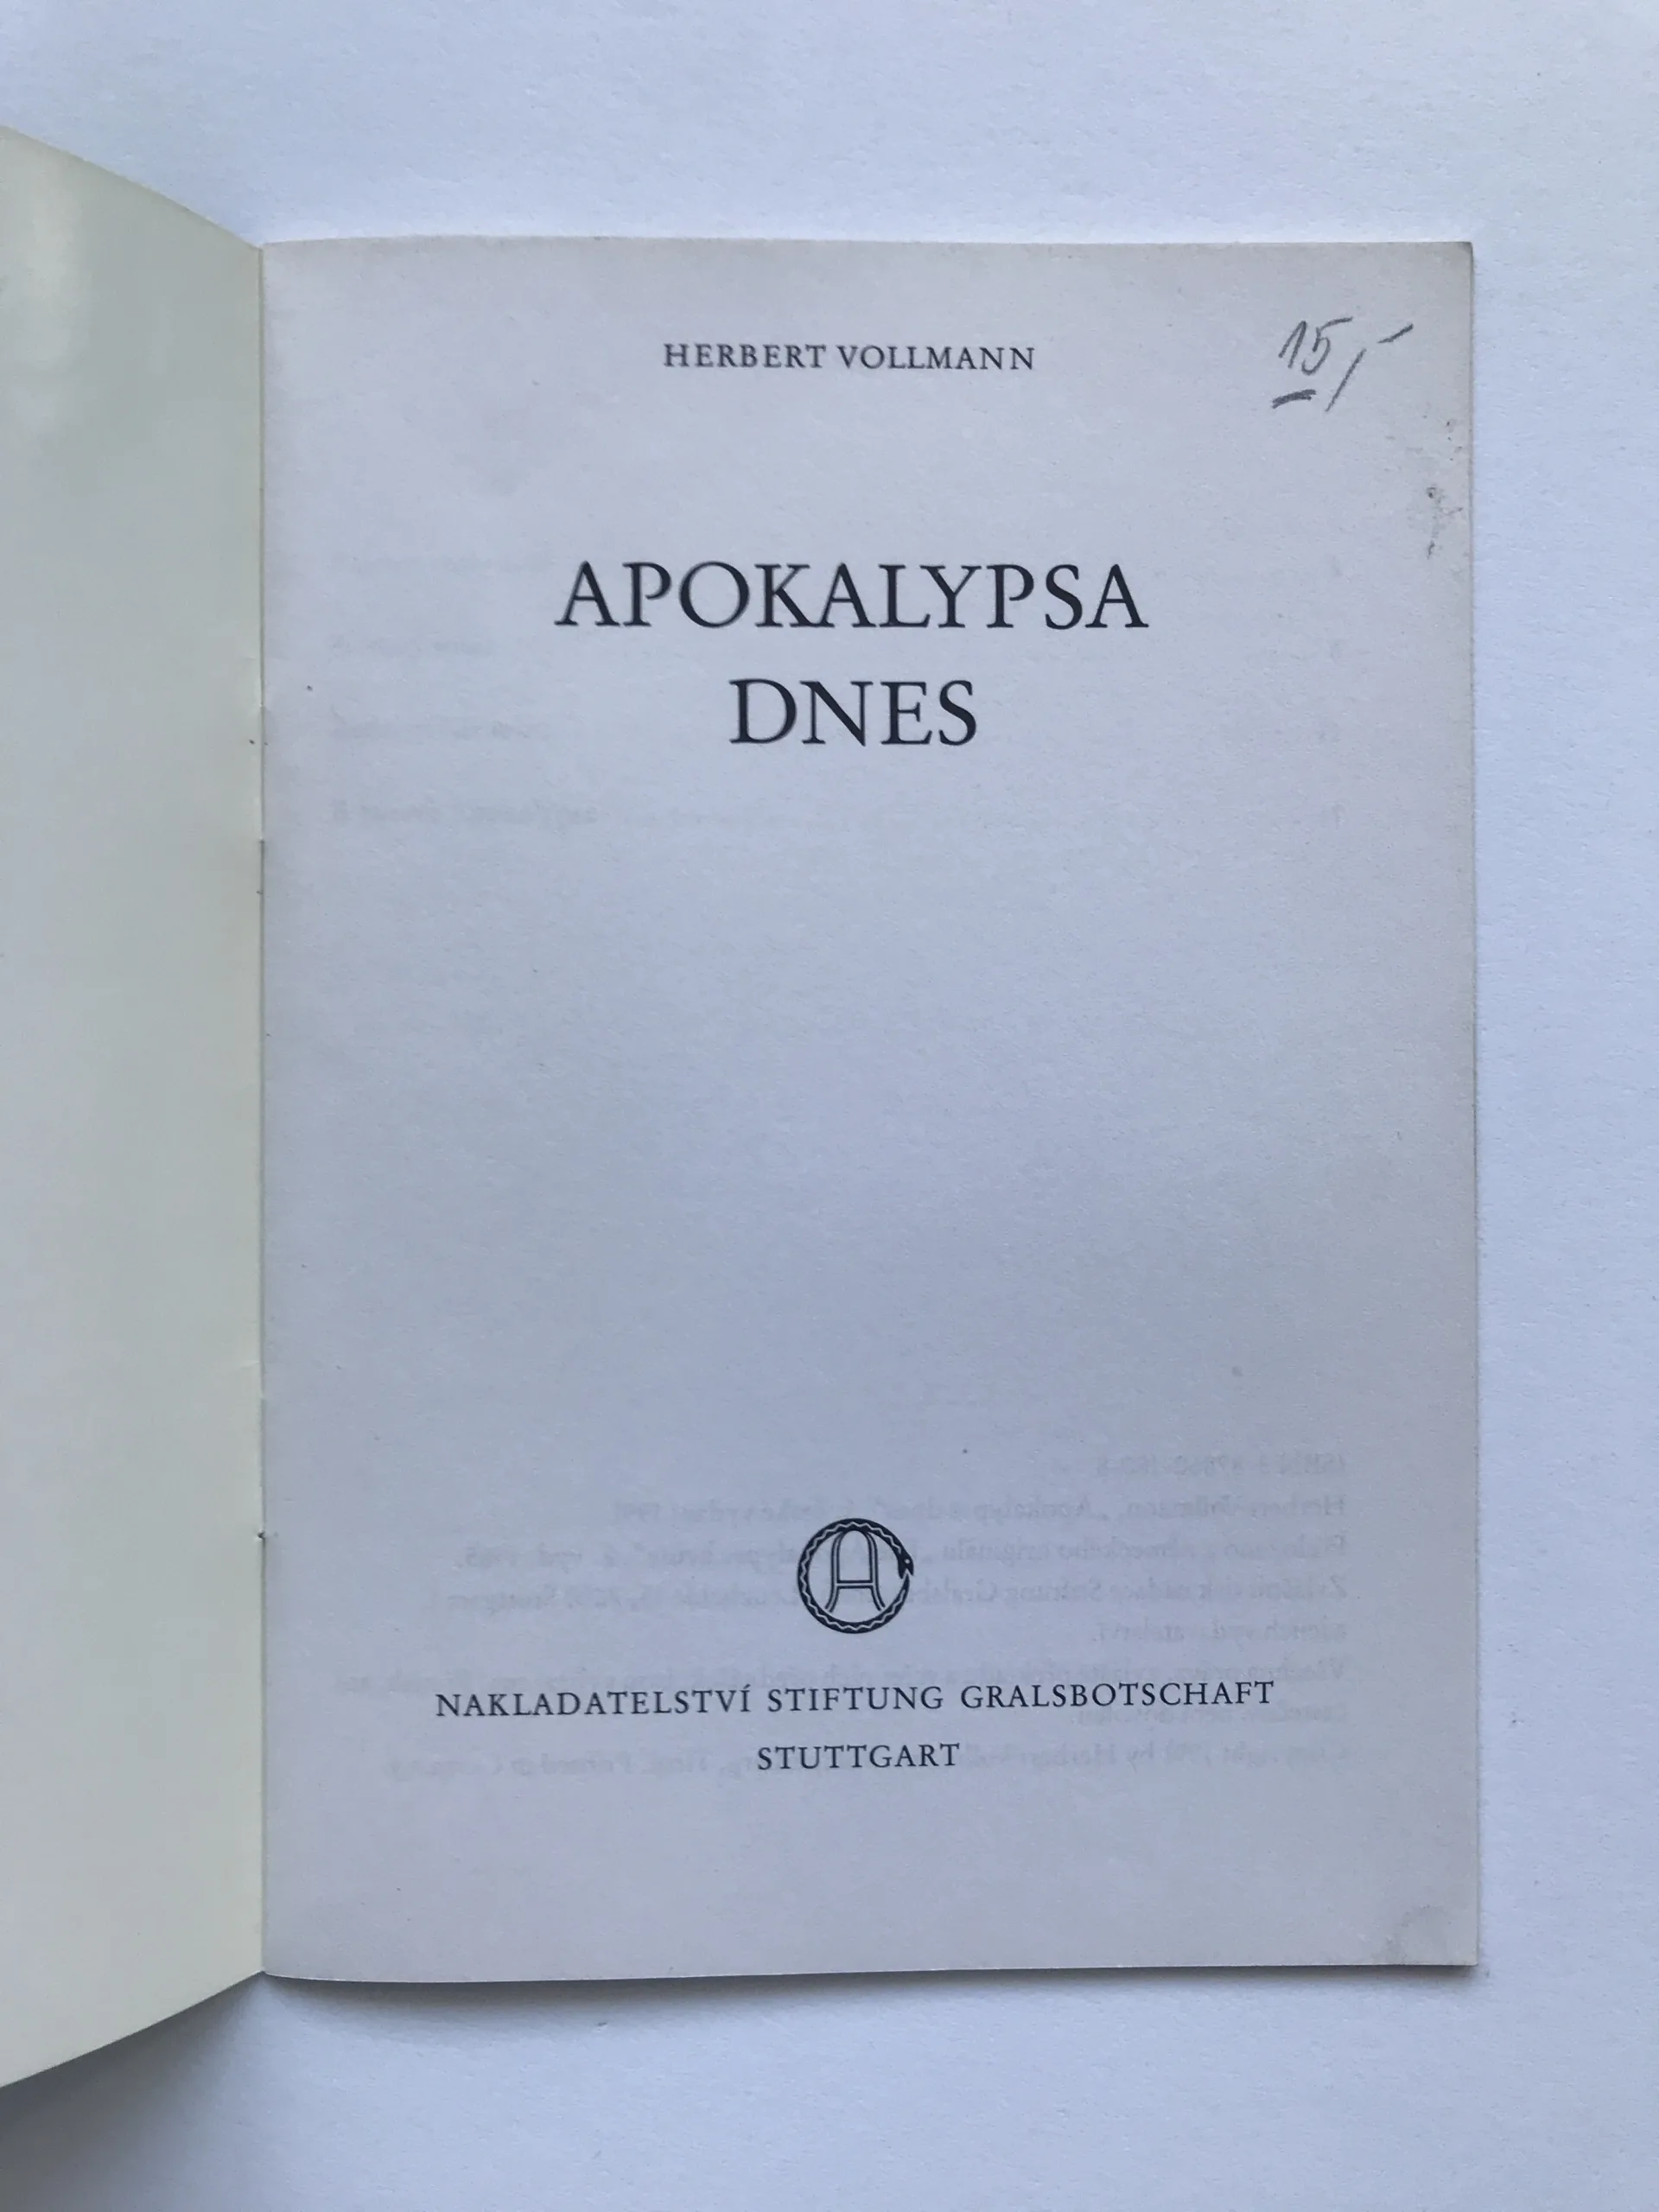 HERBERT VOLLMANN
15,-
APOKALYPSA
DNES
A
NAKLADATELSTVÍ STIFTUNG GRALSBOTSCHAFT
STUTTGART